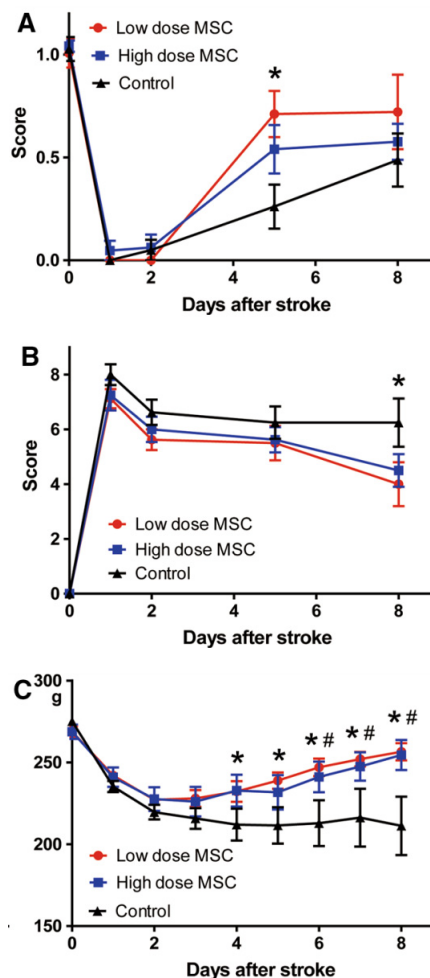 A
Low dose MSC
High dose MSC
Control
*
1.0
0.5
0.0
Score
0 2 4 6 8
Days after stroke
B
8
6
4
2
0
Score
*
Low dose MSC
High dose MSC
Control
0 2 4 6 8
Days after stroke
C
300
g
250
200
150
* * *# *# *#
Low dose MSC
High dose MSC
Control
0 2 4 6 8
Days after stroke